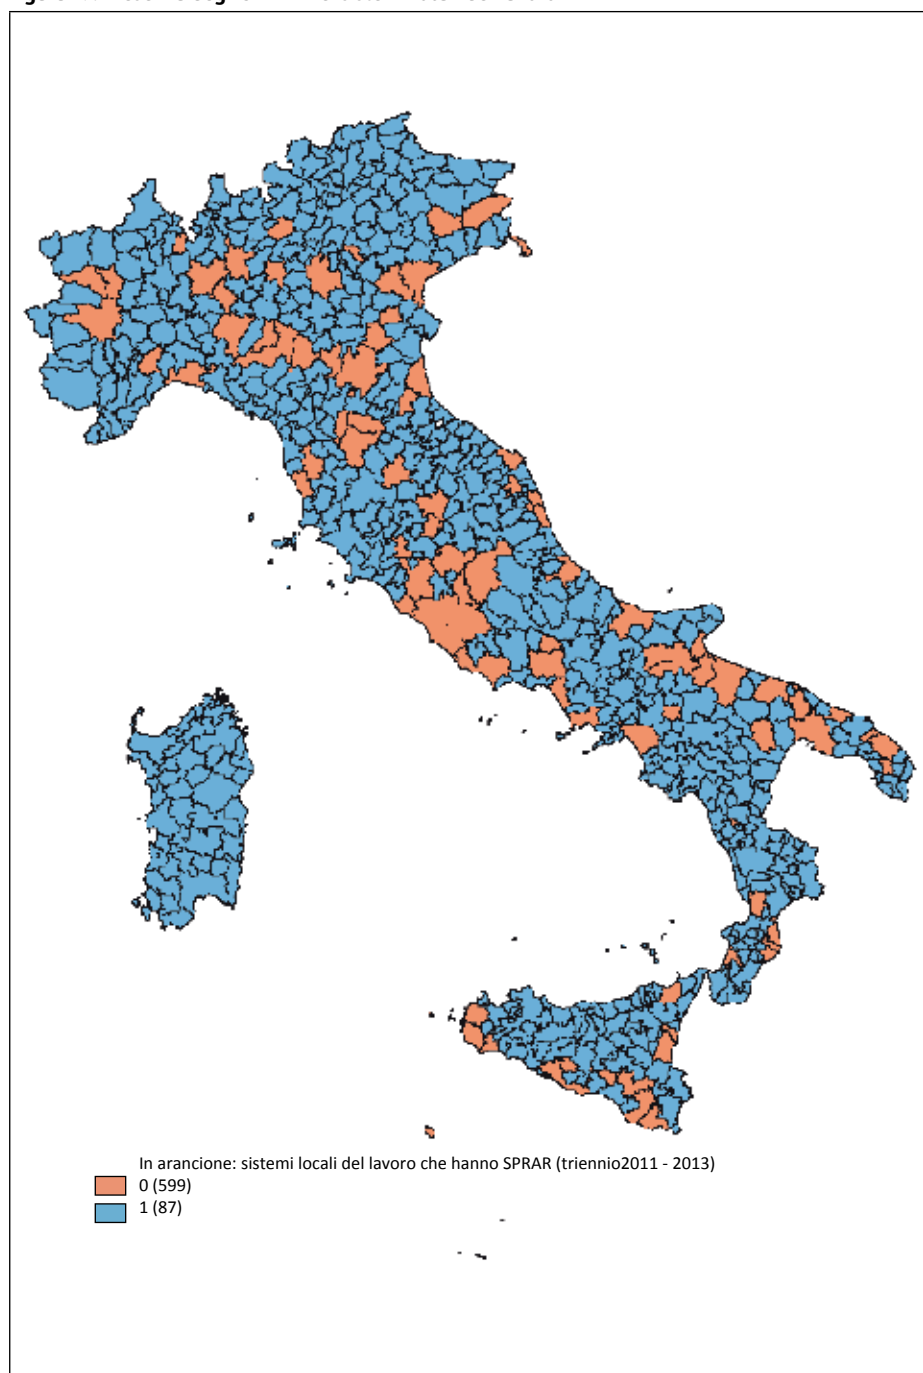 In arancione: sistemi locali del lavoro che hanno SPRAR (triennio2011 - 2013)
0 (599)
1 (87)